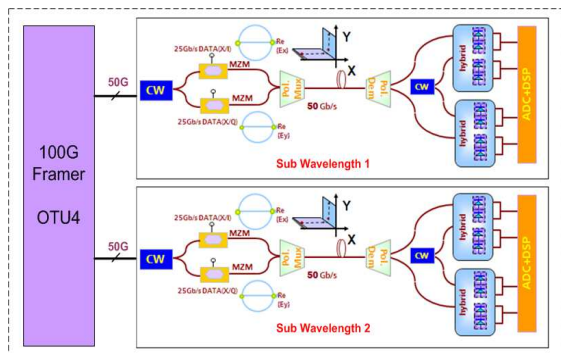 100G
Framer
OTU4
50G
CW
25Gb/s DATA(X/I)
MZM
25Gb/s DATA(X/Q)
MZM
Re
(Ex)
Re
(Ey)
Pol.
Mux
Y
X
50 Gb/s
Pol.
Dem
CW
hybrid
hybrid
ADC+DSP
Sub Wavelength 1
50G
CW
25Gb/s DATA(X/I)
MZM
25Gb/s DATA(X/Q)
MZM
Re
(Ex)
Re
(Ey)
Pol.
Mux
Y
X
50 Gb/s
Pol.
Dem
CW
hybrid
hybrid
ADC+DSP
Sub Wavelength 2